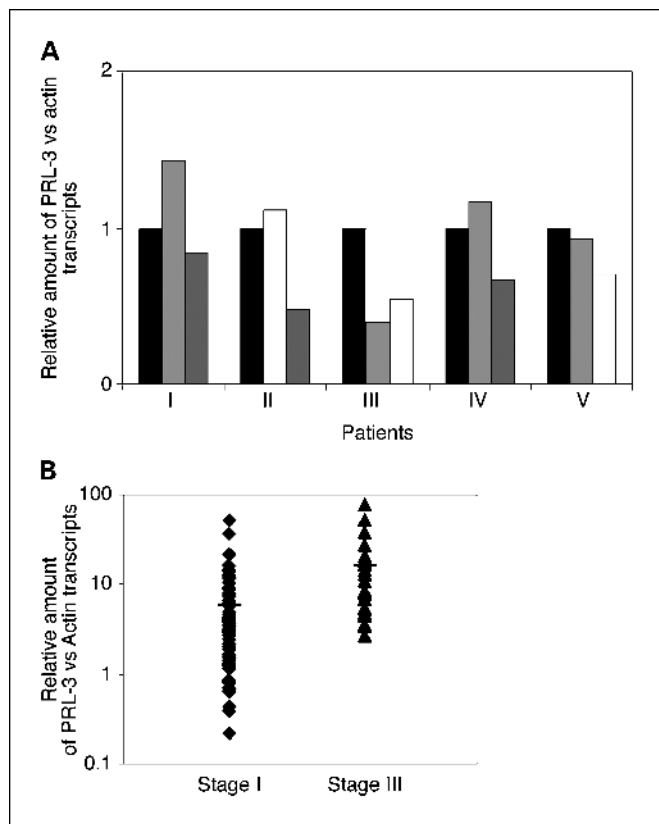 A
Relative amount of PRL-3 vs actin
transcripts
2
1
0
I II III IV V
Patients
B
Relative amount
of PRL-3 vs Actin transcripts
100
10
1
0.1
Stage I Stage III